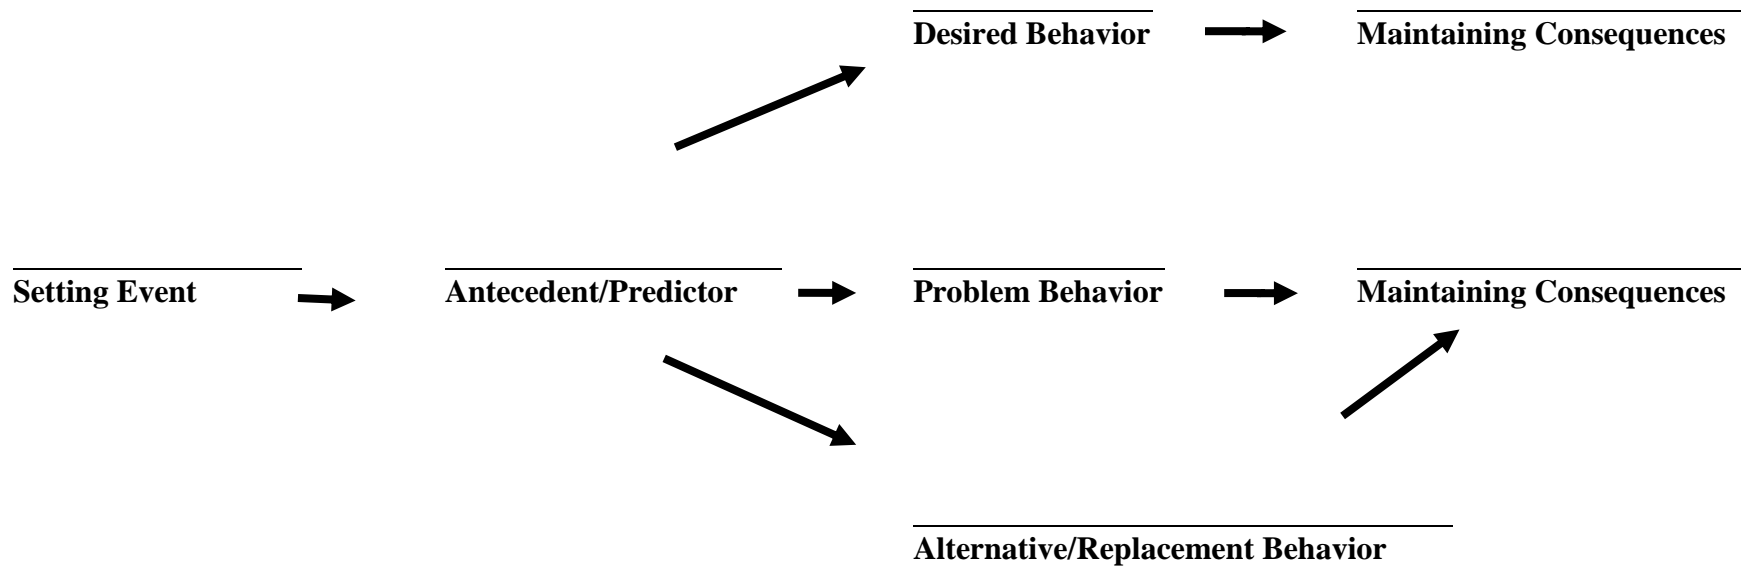 Desired Behavior
Maintaining Consequences
Setting Event
Antecedent/Predictor
Problem Behavior
Maintaining Consequences
Alternative/Replacement Behavior